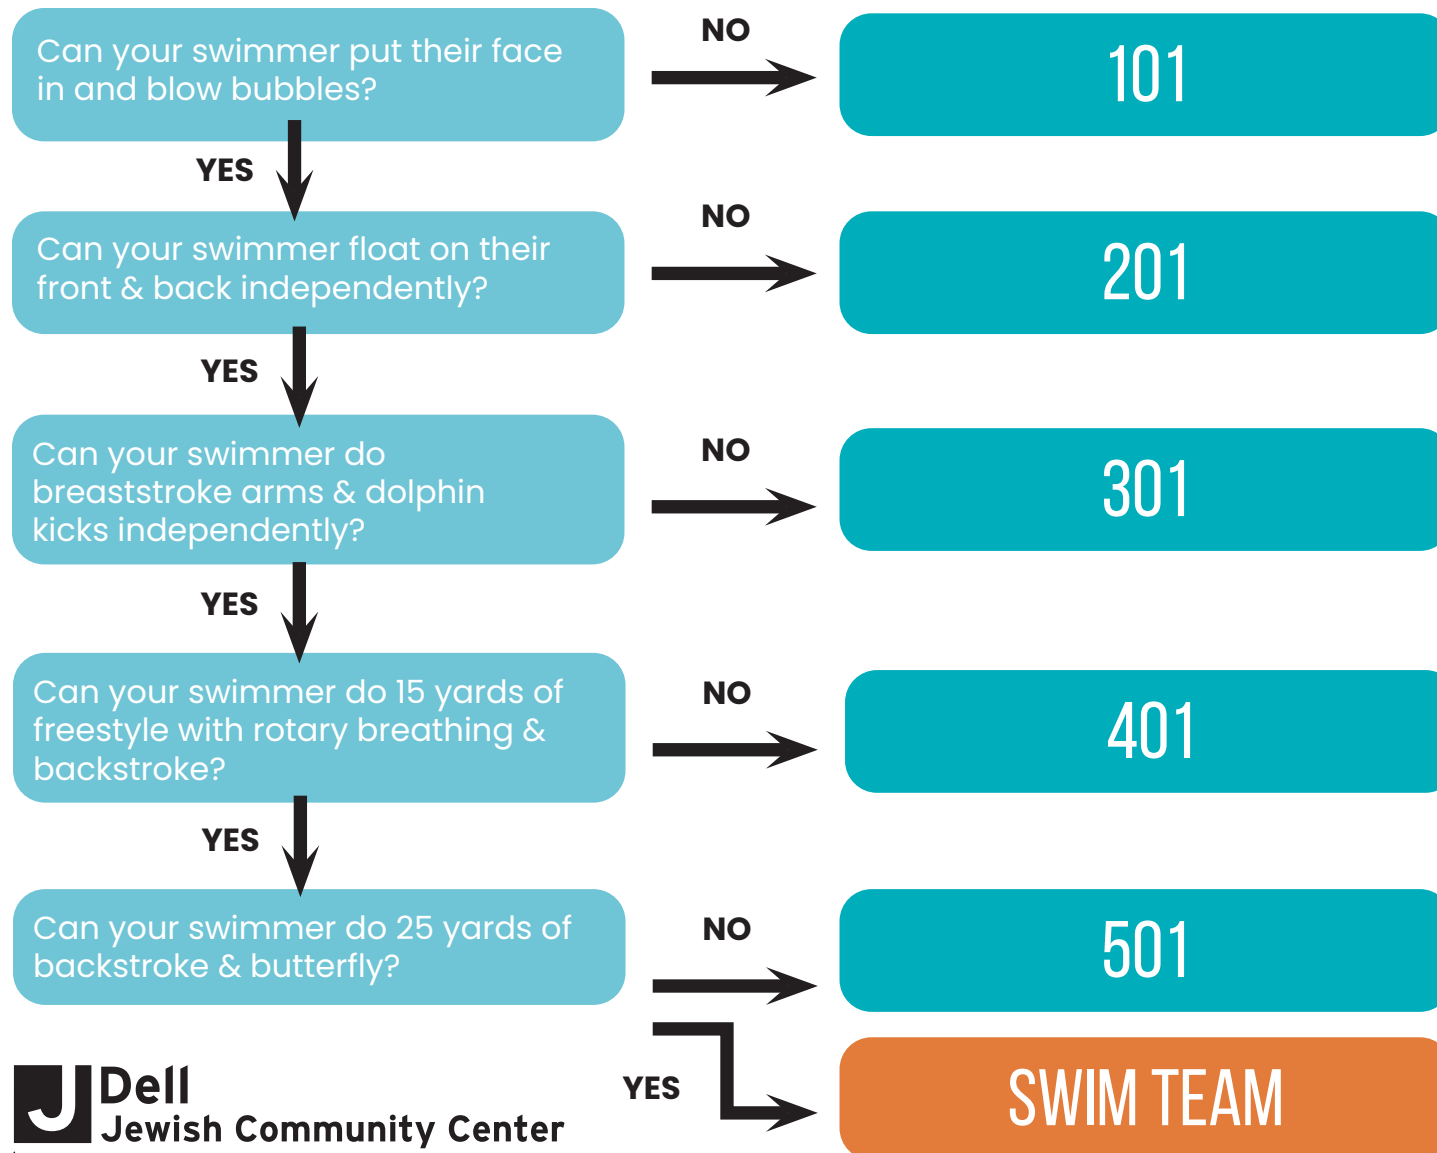 Can your swimmer put their face
in and blow bubbles?
NO
101
YES
Can your swimmer float on their
front & back independently?
NO
201
YES
Can your swimmer do
breaststroke arms & dolphin
kicks independently?
NO
301
YES
Can your swimmer do 15 yards of
freestyle with rotary breathing &
backstroke?
NO
401
YES
Can your swimmer do 25 yards of
backstroke & butterfly?
NO
501
YES
SWIM TEAM
J Dell
Jewish Community Center